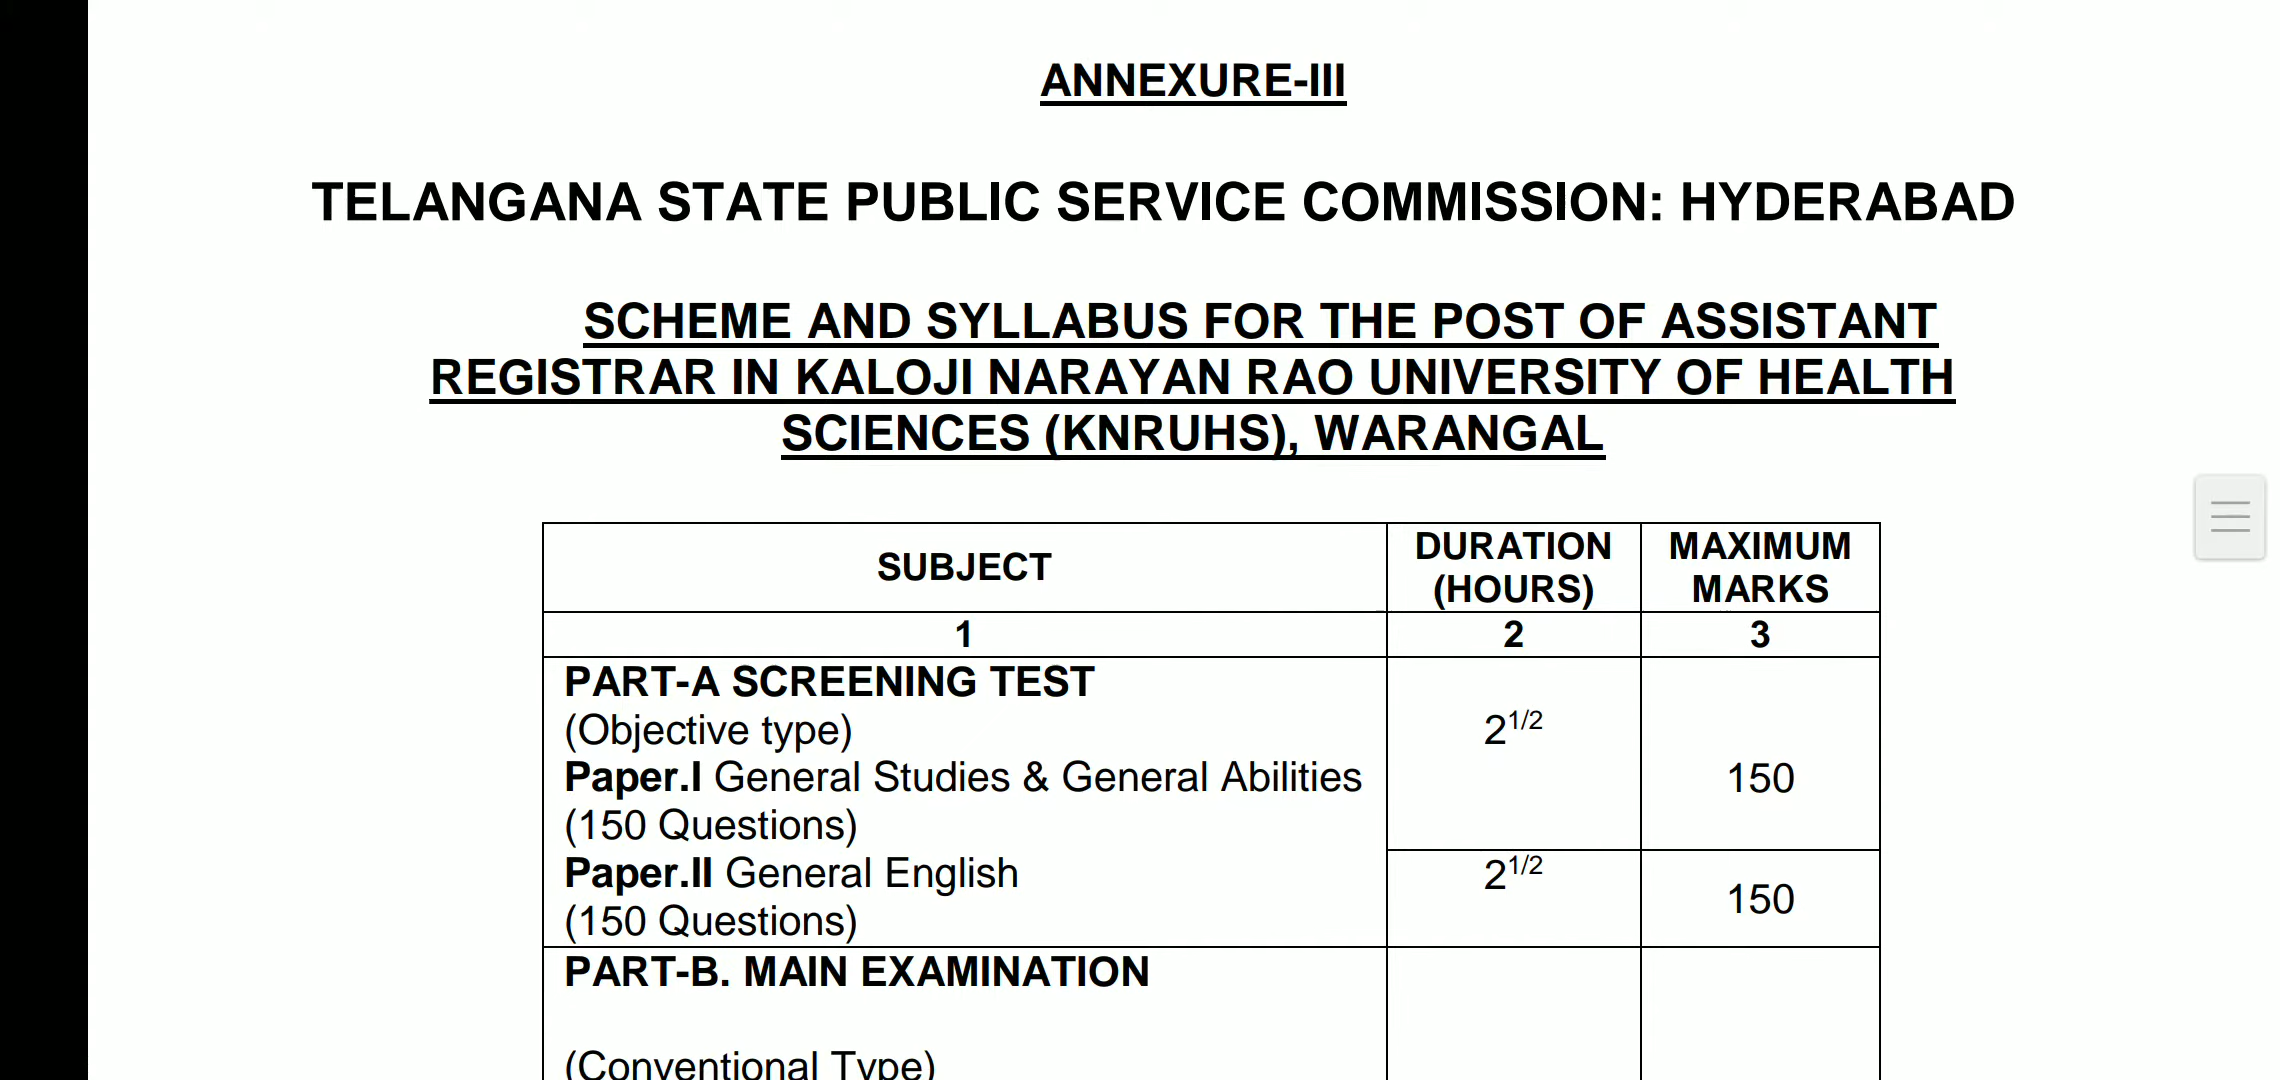 ANNEXURE-III
TELANGANA STATE PUBLIC SERVICE COMMISSION: HYDERABAD
SCHEME AND SYLLABUS FOR THE POST OF ASSISTANT
REGISTRAR IN KALOJI NARAYAN RAO UNIVERSITY OF HEALTH
SCIENCES (KNRUHS), WARANGAL
SUBJECT
DURATION
(HOURS)
MAXIMUM
MARKS
1
2
3
PART-A SCREENING TEST
(Objective type)
Paper.I General Studies & General Abilities
(150 Questions)
2 1/2
150
Paper.II General English
(150 Questions)
2 1/2
150
PART-B. MAIN EXAMINATION
(Conventional Type)